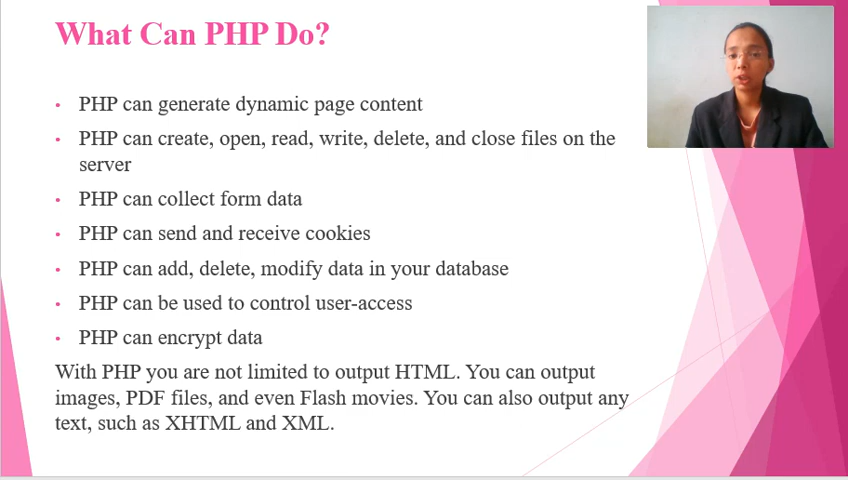 What Can PHP Do?
• PHP can generate dynamic page content
• PHP can create, open, read, write, delete, and close files on the
server
• PHP can collect form data
• PHP can send and receive cookies
• PHP can add, delete, modify data in your database
• PHP can be used to control user-access
• PHP can encrypt data
With PHP you are not limited to output HTML. You can output
images, PDF files, and even Flash movies. You can also output any
text, such as XHTML and XML.